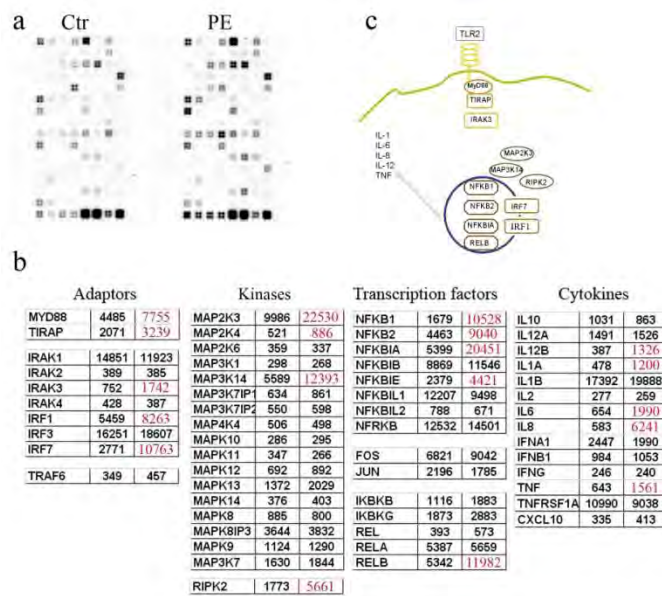 a
Ctr
PE
c
TLR2
MyD88
TIRAP
IRAK3
IL-1
IL-6
IL-8
IL-12
TNF
MAP2K3
MAP3K14
RIPK2
NFKB1
NFKB2
IRF7
NFKBIA
IRF1
RELB
b
Adaptors
MYD88 4485 7755
TIRAP 2071 3239
IRAK1 14851 11923
IRAK2 389 385
IRAK3 752 1742
IRAK4 428 387
IRF1 5459 8263
IRF3 16251 18607
IRF7 2771 10763
TRAF6 349 457
Kinases
MAP2K3 9986 22530
MAP2K4 521 886
MAP2K6 359 337
MAP3K1 298 268
MAP3K14 5589 12393
MAP3K7IP1 634 861
MAP3K7IP2 550 598
MAP4K4 506 498
MAPK10 286 295
MAPK11 347 266
MAPK12 692 892
MAPK13 1372 2029
MAPK14 376 403
MAPK8 885 800
MAPK8IP3 3644 3832
MAPK9 1124 1290
MAP3K7 1630 1844
RIPK2 1773 5661
Transcription factors
NFKB1 1679 10528
NFKB2 4463 9040
NFKBIA 5399 20451
NFKBIB 8869 11546
NFKBIE 2379 4421
NFKBIL1 12207 9498
NFKBIL2 788 671
NFRKB 12532 14501
FOS 6821 9042
JUN 2196 1785
IKBKB 1116 1883
IKBKG 1873 2883
REL 393 573
RELA 5387 5659
RELB 5342 11982
Cytokines
IL10 1031 863
IL12A 1491 1526
IL12B 387 1326
IL1A 478 1200
IL1B 17392 19888
IL2 277 259
IL6 654 1990
IL8 583 6241
IFNA1 2447 1990
IFNB1 984 1053
IFNG 246 240
TNF 643 1561
TNFRSF1A 10990 9038
CXCL10 335 413